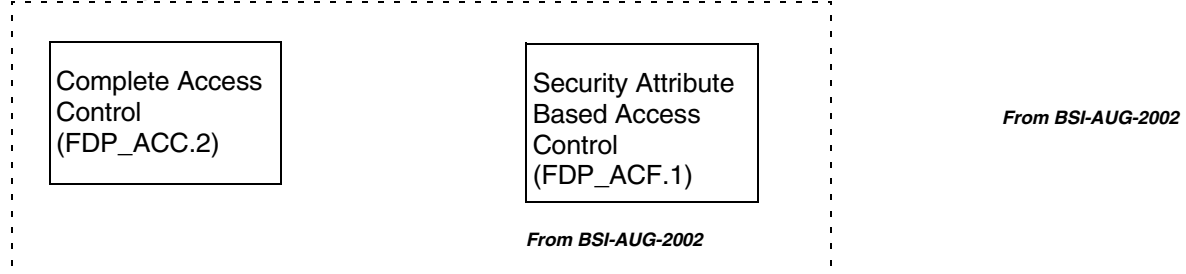 Complete Access
Control
(FDP_ACC.2)
Security Attribute
Based Access
Control
(FDP_ACF.1)
From BSI-AUG-2002
From BSI-AUG-2002